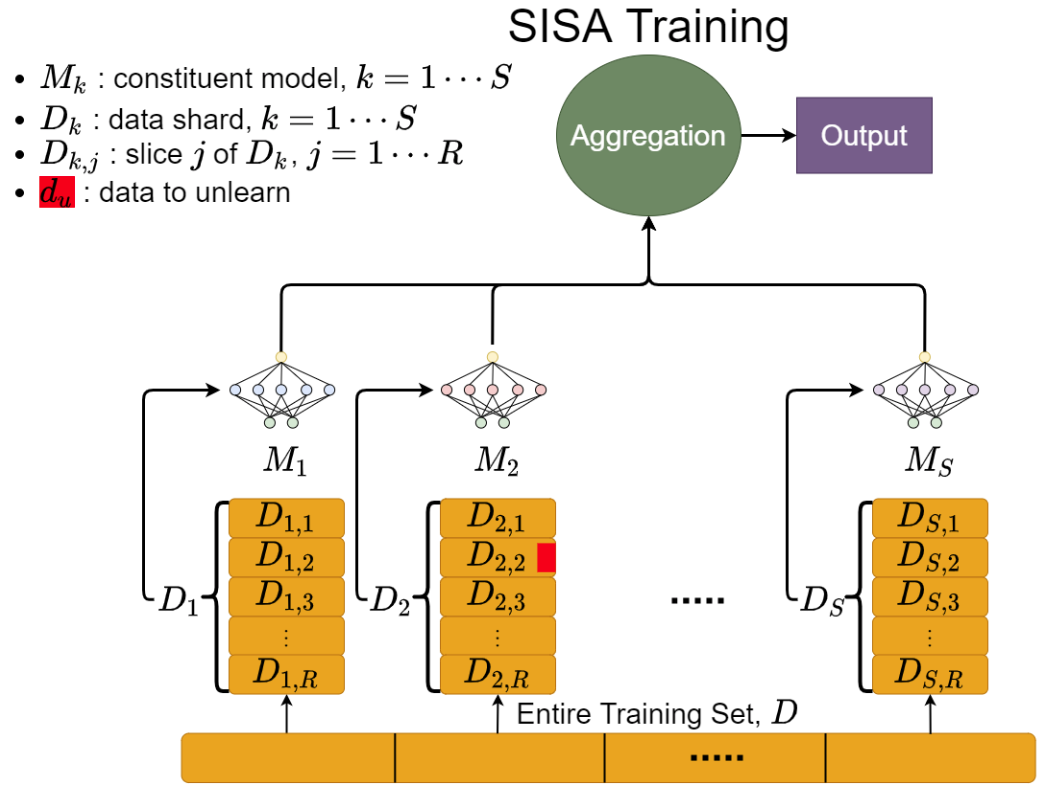 SISA Training
• $M_k$ : constituent model, $k = 1 \cdots S$
• $D_k$ : data shard, $k = 1 \cdots S$
• $D_{k,j}$ : slice $j$ of $D_k$, $j = 1 \cdots R$
• $d_u$ : data to unlearn
Aggregation
Output
$M_1$
$M_2$
$M_S$
$D_1$
$D_{1,1}$
$D_{1,2}$
$D_{1,3}$
⋮
$D_{1,R}$
$D_2$
$D_{2,1}$
$D_{2,2}$
$D_{2,3}$
⋮
$D_{2,R}$
.....
$D_S$
$D_{S,1}$
$D_{S,2}$
$D_{S,3}$
⋮
$D_{S,R}$
Entire Training Set, $D$
.....